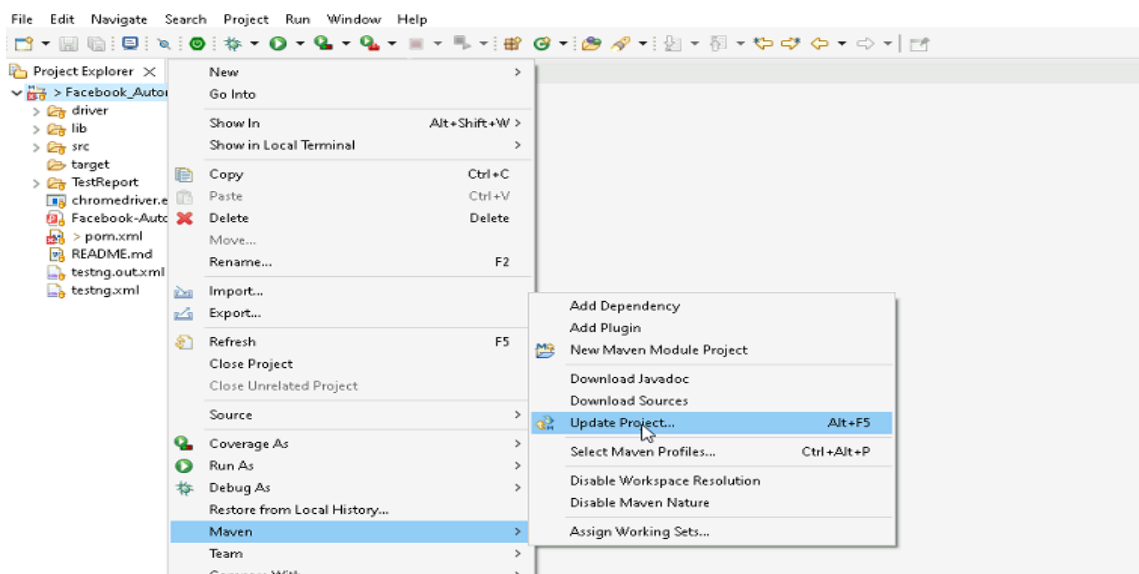 File Edit Navigate Search Project Run Window Help
Project Explorer
> Facebook_Autor
driver
lib
src
target
TestReport
chromedriver.e
Facebook-Autc
> pom.xml
README.md
testng.out.xml
testng.xml
New
Go Into
Show In Alt+Shift+W >
Show in Local Terminal
Copy Ctrl+C
Paste Ctrl+V
Delete Delete
Move...
Rename... F2
Import...
Export...
Refresh F5
Close Project
Close Unrelated Project
Source
Coverage As
Run As
Debug As
Restore from Local History...
Maven
Team
Add Dependency
Add Plugin
New Maven Module Project
Download Javadoc
Download Sources
Update Project... Alt+F5
Select Maven Profiles... Ctrl+Alt+P
Disable Workspace Resolution
Disable Maven Nature
Assign Working Sets...